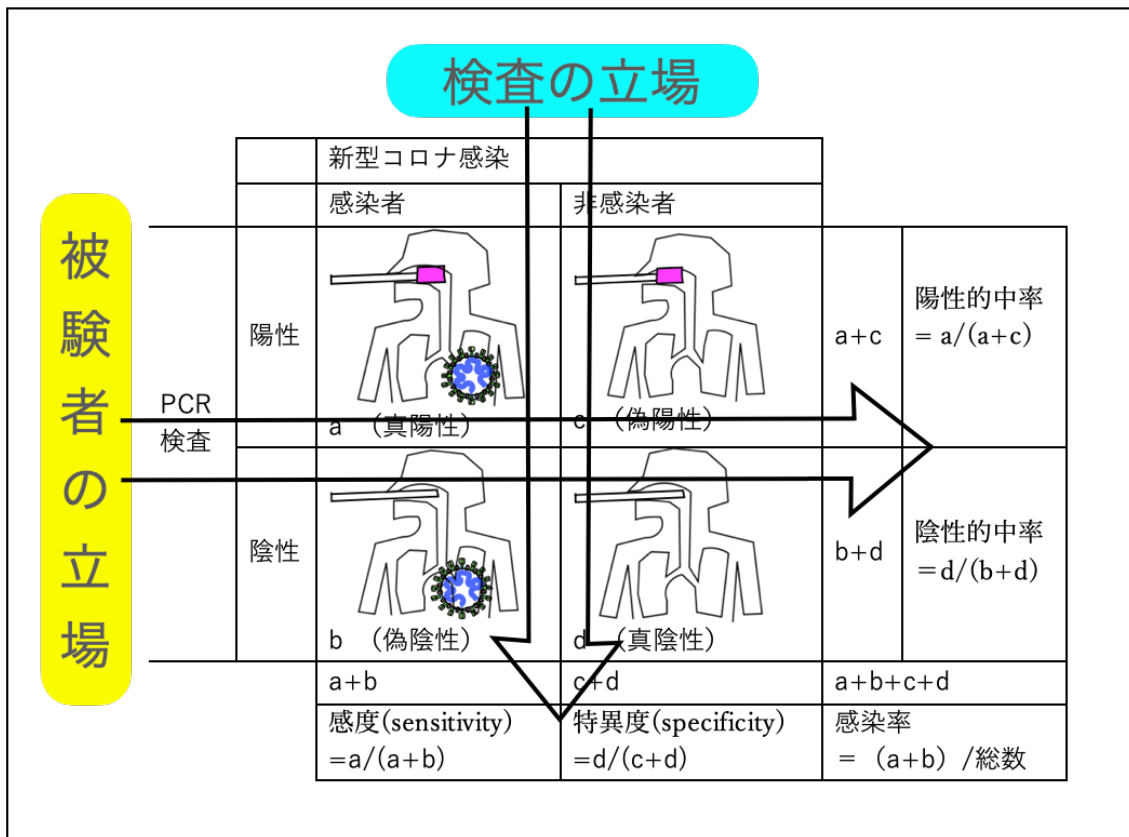 検査の立場
被験者の立場
新型コロナ感染
感染者
非感染者
PCR
検査
陽性
a （真陽性）
c （偽陽性）
a+c
陽性的中率
= a/(a+c)
陰性
b （偽陰性）
d （真陰性）
b+d
陰性的中率
=d/(b+d)
a+b
c+d
a+b+c+d
感度(sensitivity)
=a/(a+b)
特異度(specificity)
=d/(c+d)
感染率
=（a+b）/総数